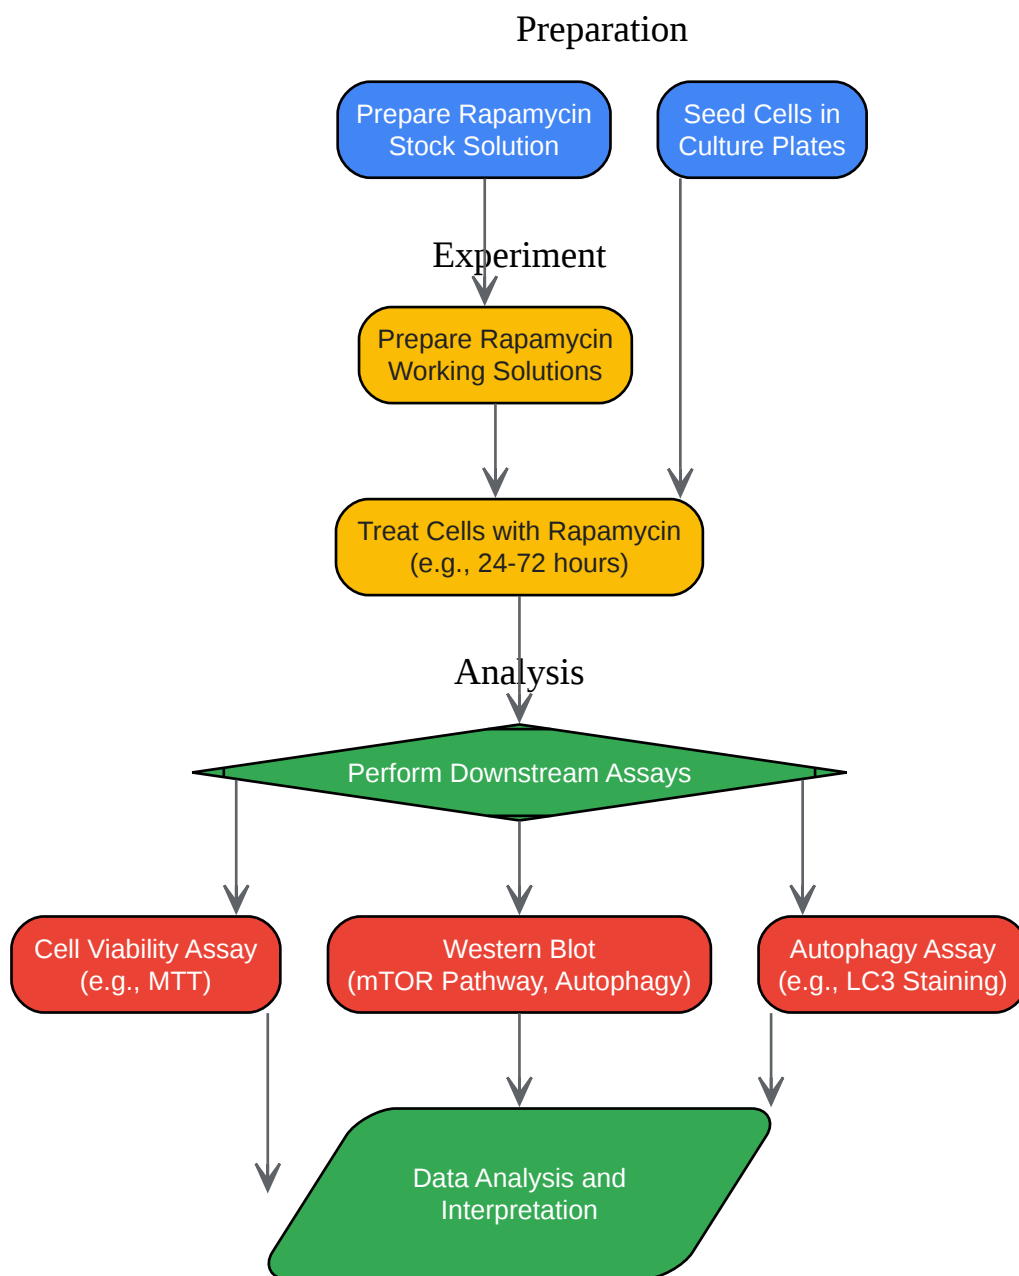 Preparation
Prepare Rapamycin
Stock Solution
Seed Cells in
Culture Plates
Experiment
Prepare Rapamycin
Working Solutions
Treat Cells with Rapamycin
(e.g., 24-72 hours)
Analysis
Perform Downstream Assays
Cell Viability Assay
(e.g., MTT)
Western Blot
(mTOR Pathway, Autophagy)
Autophagy Assay
(e.g., LC3 Staining)
Data Analysis and
Interpretation